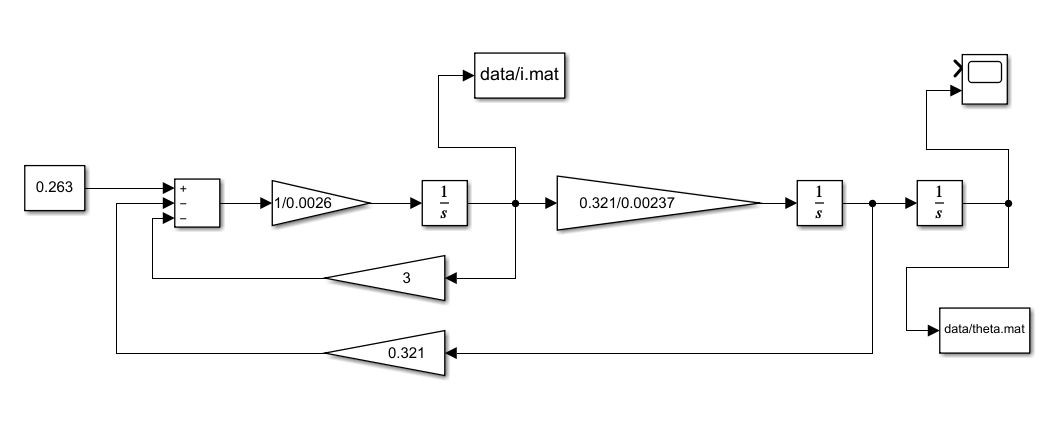 data/i.mat
0.263
+
−
−
1/0.0026
1
s
0.321/0.00237
1
s
1
s
3
0.321
data/theta.mat